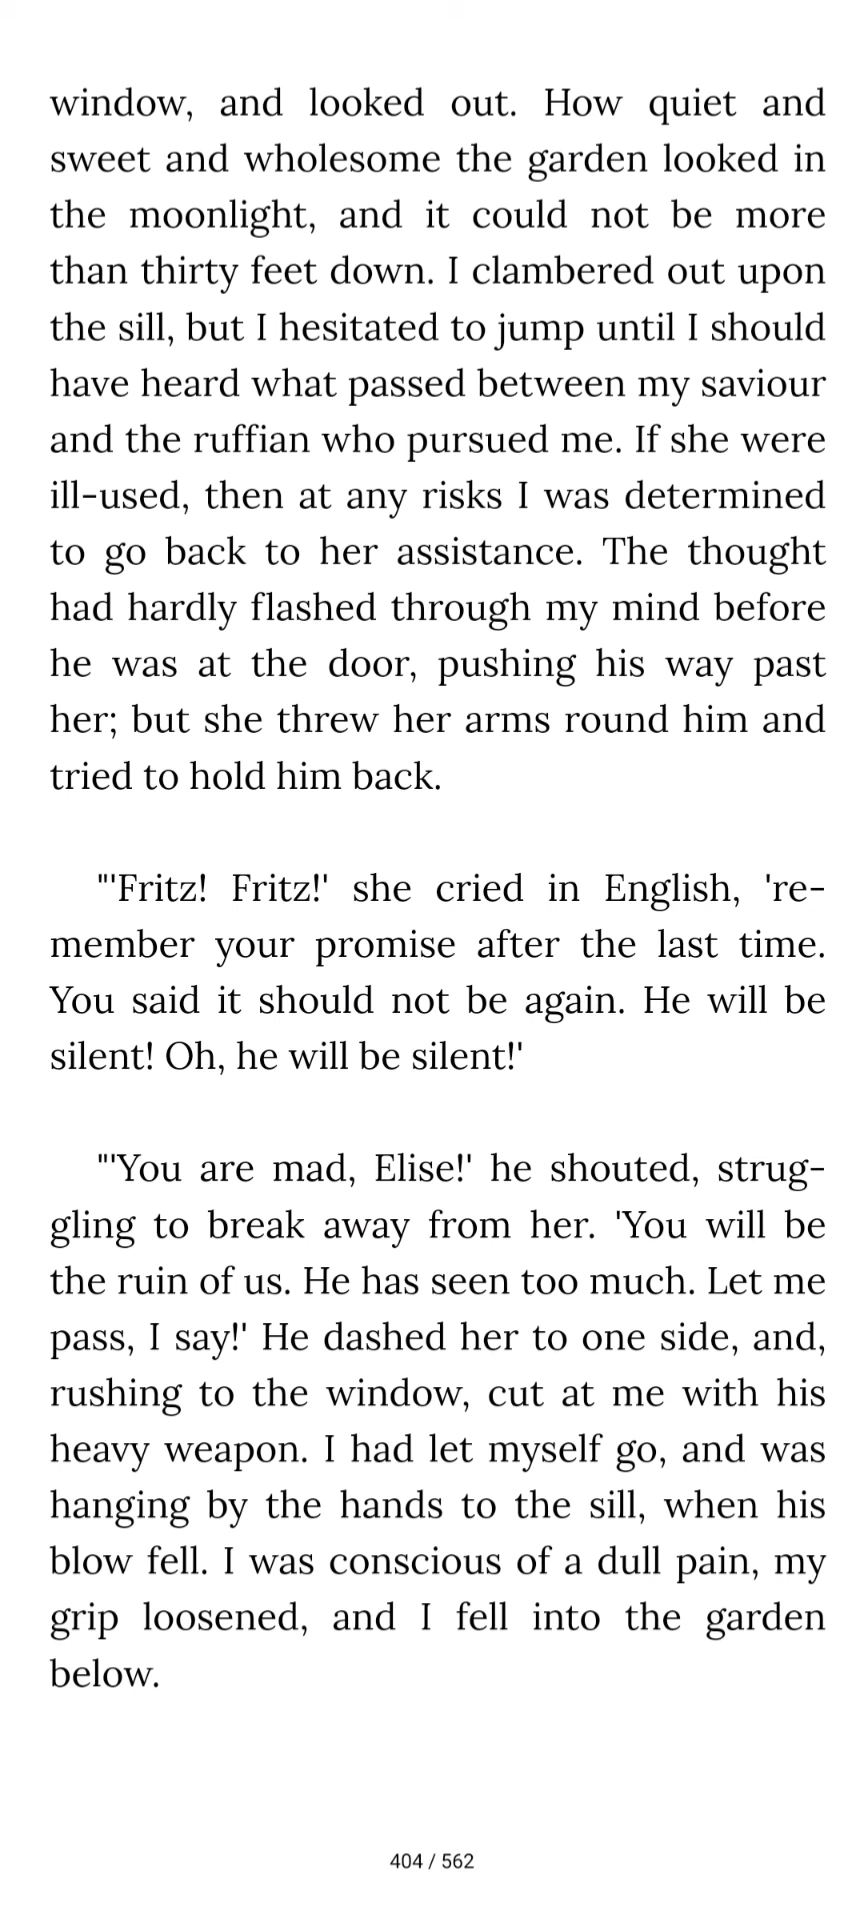 window, and looked out. How quiet and
sweet and wholesome the garden looked in
the moonlight, and it could not be more
than thirty feet down. I clambered out upon
the sill, but I hesitated to jump until I should
have heard what passed between my saviour
and the ruffian who pursued me. If she were
ill-used, then at any risks I was determined
to go back to her assistance. The thought
had hardly flashed through my mind before
he was at the door, pushing his way past
her; but she threw her arms round him and
tried to hold him back.
"'Fritz! Fritz!' she cried in English, 're-
member your promise after the last time.
You said it should not be again. He will be
silent! Oh, he will be silent!'
"'You are mad, Elise!' he shouted, strug-
gling to break away from her. 'You will be
the ruin of us. He has seen too much. Let me
pass, I say!' He dashed her to one side, and,
rushing to the window, cut at me with his
heavy weapon. I had let myself go, and was
hanging by the hands to the sill, when his
blow fell. I was conscious of a dull pain, my
grip loosened, and I fell into the garden
below.
404 / 562